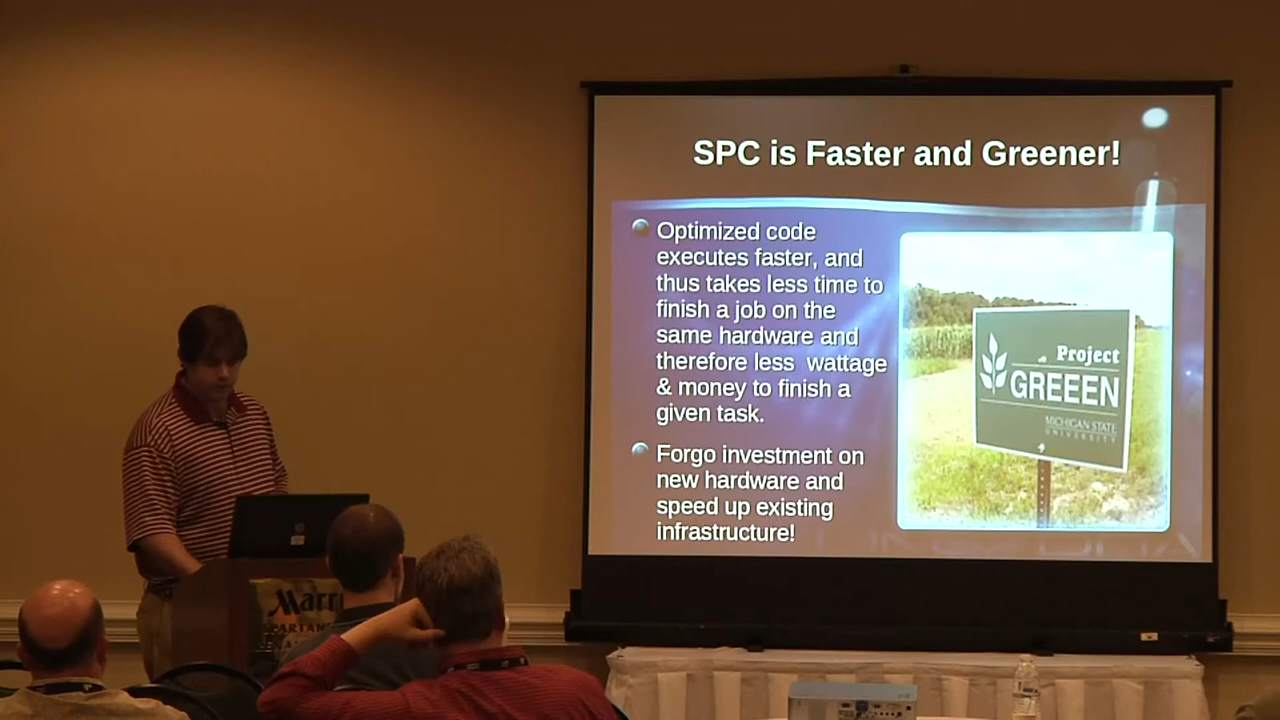 SPC is Faster and Greener!
Optimized code
executes faster, and
thus takes less time to
finish a job on the
same hardware and
therefore less wattage
& money to finish a
given task.
Forgo investment on
new hardware and
speed up existing
infrastructure!
Project
GREEEN
MICHIGAN STATE
UNIVERSITY